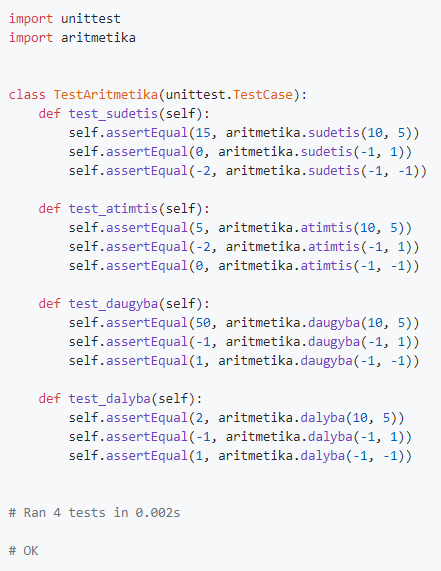 import unittest
import aritmetika
class TestAritmetika(unittest.TestCase):
    def test_sudetis(self):
        self.assertEqual(15, aritmetika.sudetis(10, 5))
        self.assertEqual(0, aritmetika.sudetis(-1, 1))
        self.assertEqual(-2, aritmetika.sudetis(-1, -1))
    def test_atimtis(self):
        self.assertEqual(5, aritmetika.atimtis(10, 5))
        self.assertEqual(-2, aritmetika.atimtis(-1, 1))
        self.assertEqual(0, aritmetika.atimtis(-1, -1))
    def test_daugyba(self):
        self.assertEqual(50, aritmetika.daugyba(10, 5))
        self.assertEqual(-1, aritmetika.daugyba(-1, 1))
        self.assertEqual(1, aritmetika.daugyba(-1, -1))
    def test_dalyba(self):
        self.assertEqual(2, aritmetika.dalyba(10, 5))
        self.assertEqual(-1, aritmetika.dalyba(-1, 1))
        self.assertEqual(1, aritmetika.dalyba(-1, -1))
# Ran 4 tests in 0.002s
# OK